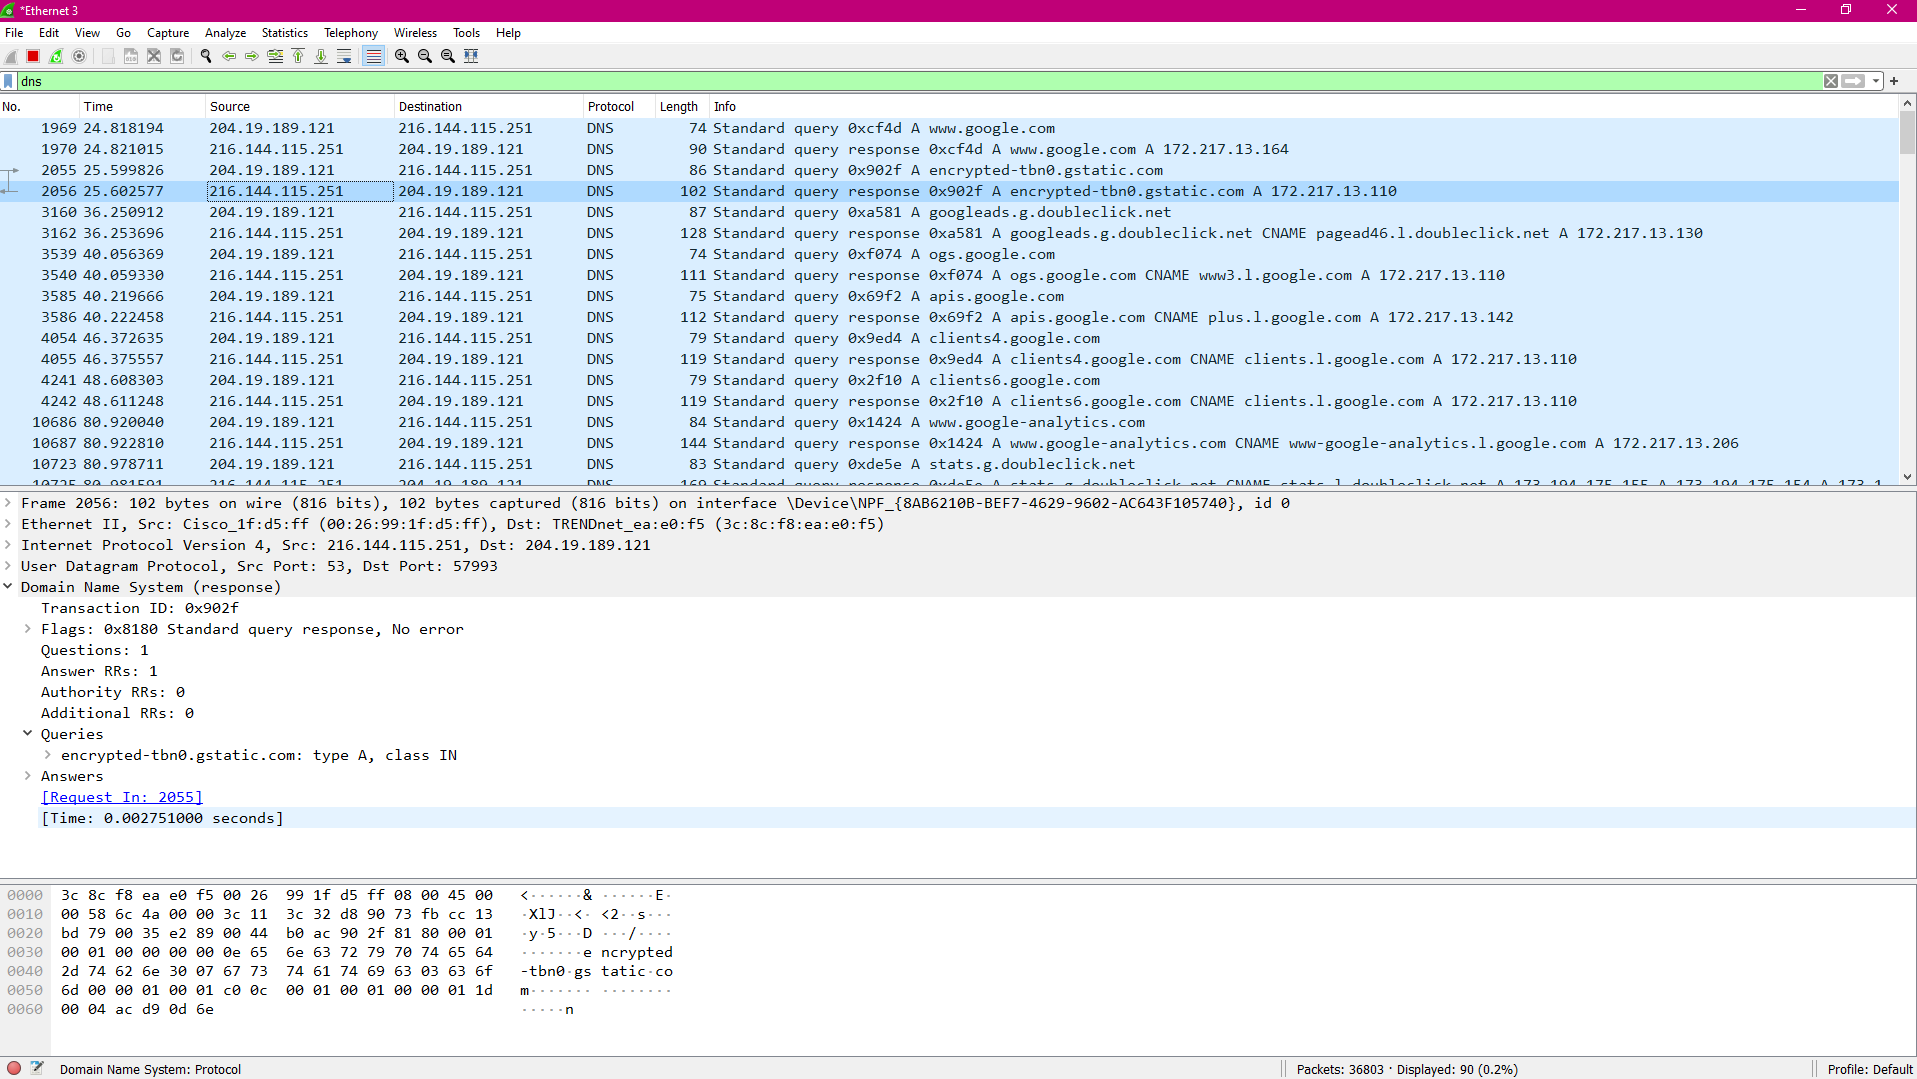 *Ethernet 3
File Edit View Go Capture Analyze Statistics Telephony Wireless Tools Help
dns
No. Time Source Destination Protocol Length Info
1969 24.818194 204.19.189.121 216.144.115.251 DNS 74 Standard query 0xcf4d A www.google.com
1970 24.821015 216.144.115.251 204.19.189.121 DNS 90 Standard query response 0xcf4d A www.google.com A 172.217.13.164
2055 25.599826 204.19.189.121 216.144.115.251 DNS 86 Standard query 0x902f A encrypted-tbn0.gstatic.com
2056 25.602577 216.144.115.251 204.19.189.121 DNS 102 Standard query response 0x902f A encrypted-tbn0.gstatic.com A 172.217.13.110
3160 36.250912 204.19.189.121 216.144.115.251 DNS 87 Standard query 0xa581 A googleads.g.doubleclick.net
3162 36.253696 216.144.115.251 204.19.189.121 DNS 128 Standard query response 0xa581 A googleads.g.doubleclick.net CNAME pagead46.l.doubleclick.net A 172.217.13.130
3539 40.056369 204.19.189.121 216.144.115.251 DNS 74 Standard query 0xf074 A ogs.google.com
3540 40.059330 216.144.115.251 204.19.189.121 DNS 111 Standard query response 0xf074 A ogs.google.com CNAME www3.l.google.com A 172.217.13.110
3585 40.219666 204.19.189.121 216.144.115.251 DNS 75 Standard query 0x69f2 A apis.google.com
3586 40.222458 216.144.115.251 204.19.189.121 DNS 112 Standard query response 0x69f2 A apis.google.com CNAME plus.l.google.com A 172.217.13.142
4054 46.372635 204.19.189.121 216.144.115.251 DNS 79 Standard query 0x9ed4 A clients4.google.com
4055 46.375557 216.144.115.251 204.19.189.121 DNS 119 Standard query response 0x9ed4 A clients4.google.com CNAME clients.l.google.com A 172.217.13.110
4241 48.608303 204.19.189.121 216.144.115.251 DNS 79 Standard query 0x2f10 A clients6.google.com
4242 48.611248 216.144.115.251 204.19.189.121 DNS 119 Standard query response 0x2f10 A clients6.google.com CNAME clients.l.google.com A 172.217.13.110
10686 80.920040 204.19.189.121 216.144.115.251 DNS 84 Standard query 0x1424 A www.google-analytics.com
10687 80.922810 216.144.115.251 204.19.189.121 DNS 144 Standard query response 0x1424 A www.google-analytics.com CNAME www-google-analytics.l.google.com A 172.217.13.206
10723 80.978711 204.19.189.121 216.144.115.251 DNS 83 Standard query 0xde5e A stats.g.doubleclick.net
10725 80.981591 216.144.115.251 204.19.189.121 DNS 169 Standard query response 0xde5e A stats.g.doubleclick.net CNAME stats.l.doubleclick.net A 173.194.175.155 A 173.194.175.154 A 173.1
Frame 2056: 102 bytes on wire (816 bits), 102 bytes captured (816 bits) on interface \Device\NPF_{8AB6210B-BEF7-4629-9602-AC643F105740}, id 0
Ethernet II, Src: Cisco_1f:d5:ff (00:26:99:1f:d5:ff), Dst: TRENDnet_ea:e0:f5 (3c:8c:f8:ea:e0:f5)
Internet Protocol Version 4, Src: 216.144.115.251, Dst: 204.19.189.121
User Datagram Protocol, Src Port: 53, Dst Port: 57993
Domain Name System (response)
Transaction ID: 0x902f
Flags: 0x8180 Standard query response, No error
Questions: 1
Answer RRs: 1
Authority RRs: 0
Additional RRs: 0
Queries
encrypted-tbn0.gstatic.com: type A, class IN
Answers
[Request In: 2055]
[Time: 0.002751000 seconds]
0000 3c 8c f8 ea e0 f5 00 26 99 1f d5 ff 08 00 45 00 <······& ······E·
0010 00 58 6c 4a 00 00 3c 11 3c 32 d8 90 73 fb cc 13 ·XlJ··<· <2··s···
0020 bd 79 00 35 e2 89 00 44 b0 ac 90 2f 81 80 00 01 ·y·5···D ···/····
0030 00 01 00 00 00 00 0e 65 6e 63 72 79 70 74 65 64 ·······e ncrypted
0040 2d 74 62 6e 30 07 67 73 74 61 74 69 63 03 63 6f -tbn0·gs tatic·co
0050 6d 00 00 01 00 01 c0 0c 00 01 00 01 00 00 01 1d m······· ········
0060 00 04 ac d9 0d 6e ·····n
Domain Name System: Protocol Packets: 36803 · Displayed: 90 (0.2%) Profile: Default